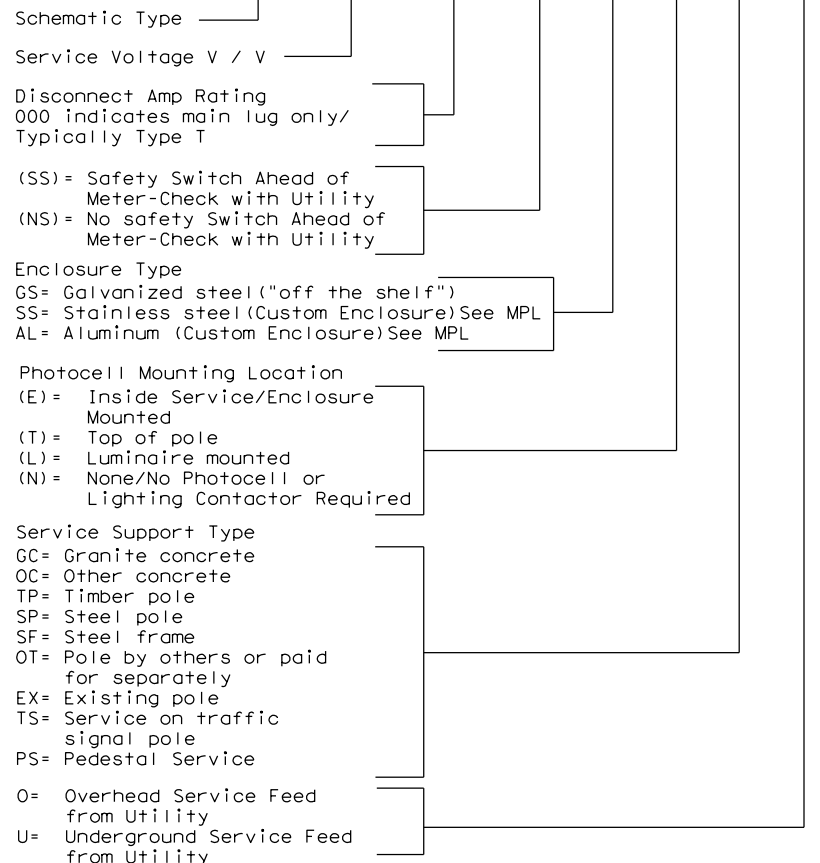 Schematic Type
Service Voltage V / V
Disconnect Amp Rating
000 indicates main lug only/
Typically Type T
(SS)= Safety Switch Ahead of
Meter-Check with Utility
(NS)= No safety Switch Ahead of
Meter-Check with Utility
Enclosure Type
GS= Galvanized steel("off the shelf")
SS= Stainless steel(Custom Enclosure)See MPL
AL= Aluminum (Custom Enclosure)See MPL
Photocell Mounting Location
(E)= Inside Service/Enclosure
Mounted
(T)= Top of pole
(L)= Luminaire mounted
(N)= None/No Photocell or
Lighting Contactor Required
Service Support Type
GC= Granite concrete
OC= Other concrete
TP= Timber pole
SP= Steel pole
SF= Steel frame
OT= Pole by others or paid
for separately
EX= Existing pole
TS= Service on traffic
signal pole
PS= Pedestal Service
O= Overhead Service Feed
from Utility
U= Underground Service Feed
from Utility